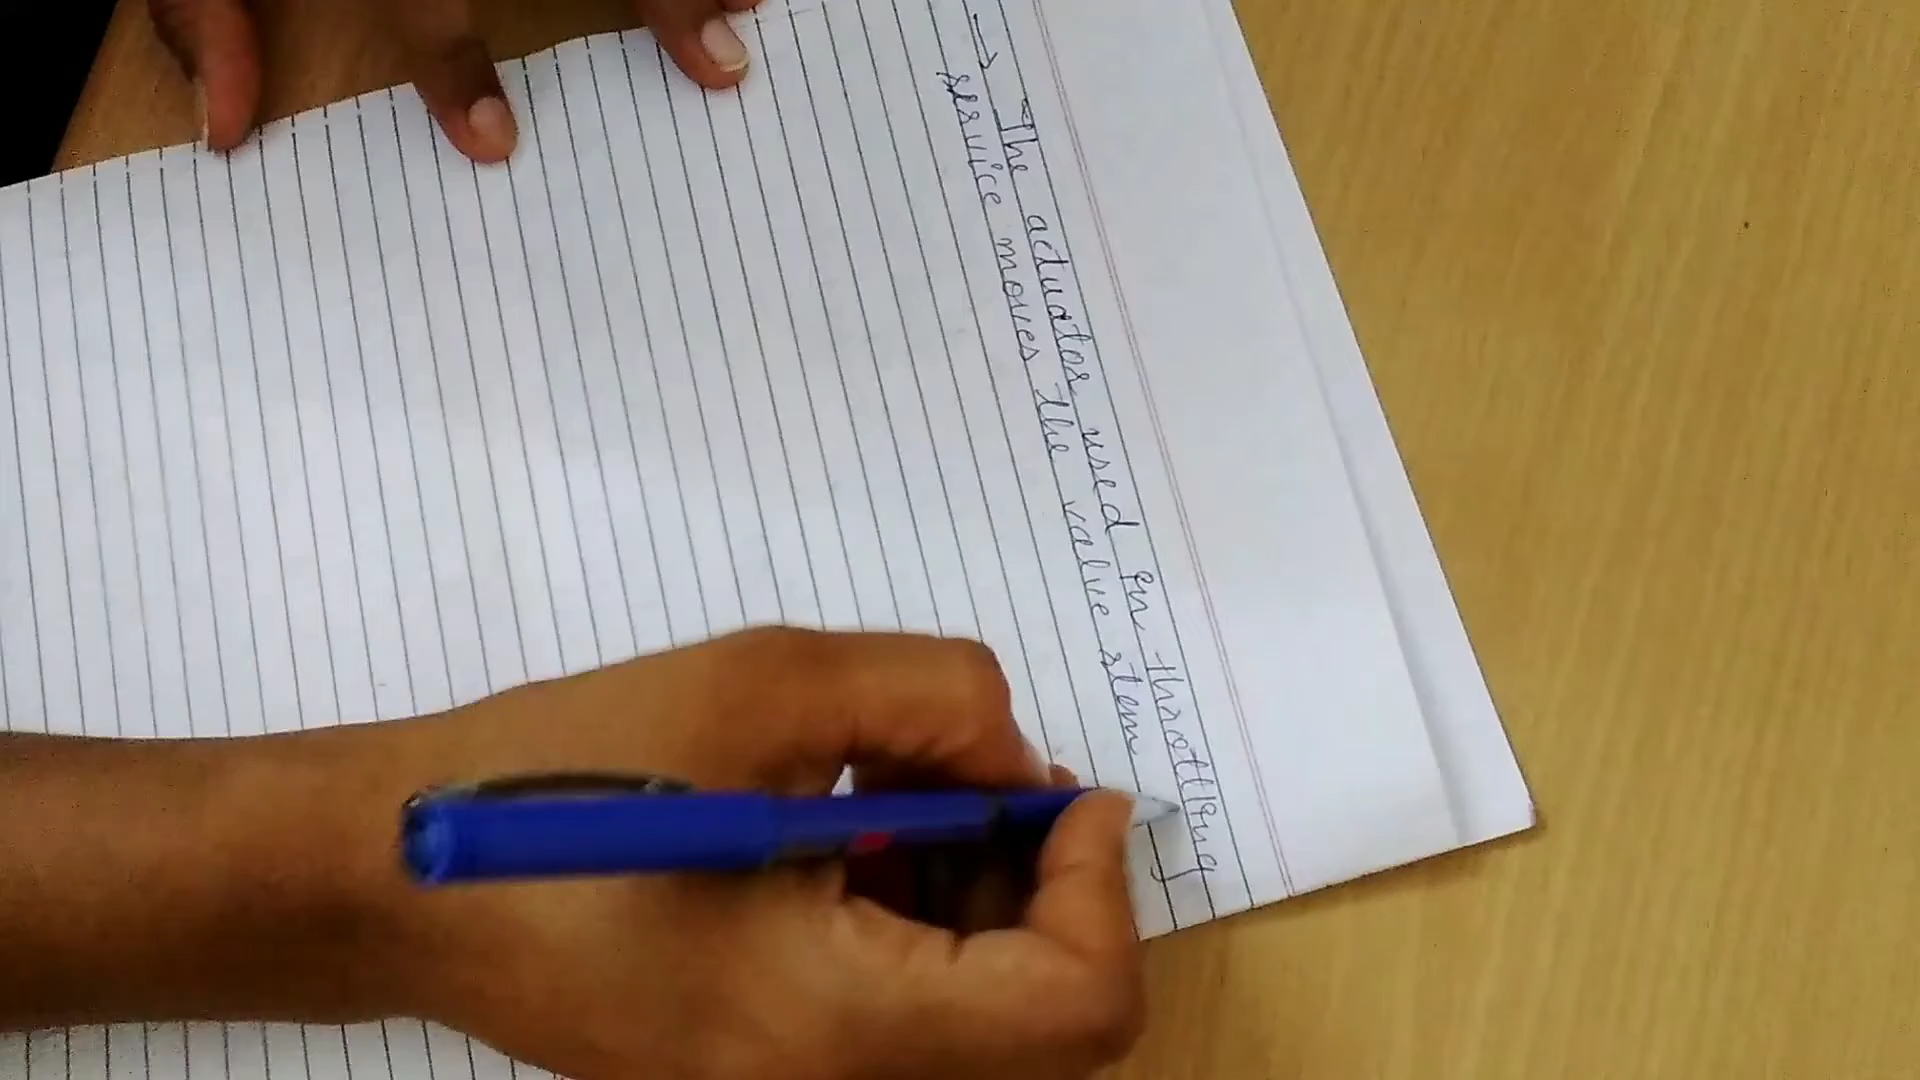 → The actuator used in throttling
service moves the valve stem